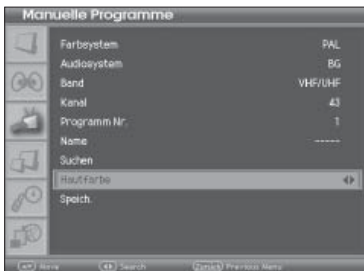 Manuelle Programme
Farbsystem PAL
Audiosystem BG
Band VHF/UHF
Kanal 43
Programm Nr. 1
Name -----
Suchen
Hautfarbe
Speich.
Move Search Zurück Previous Menu